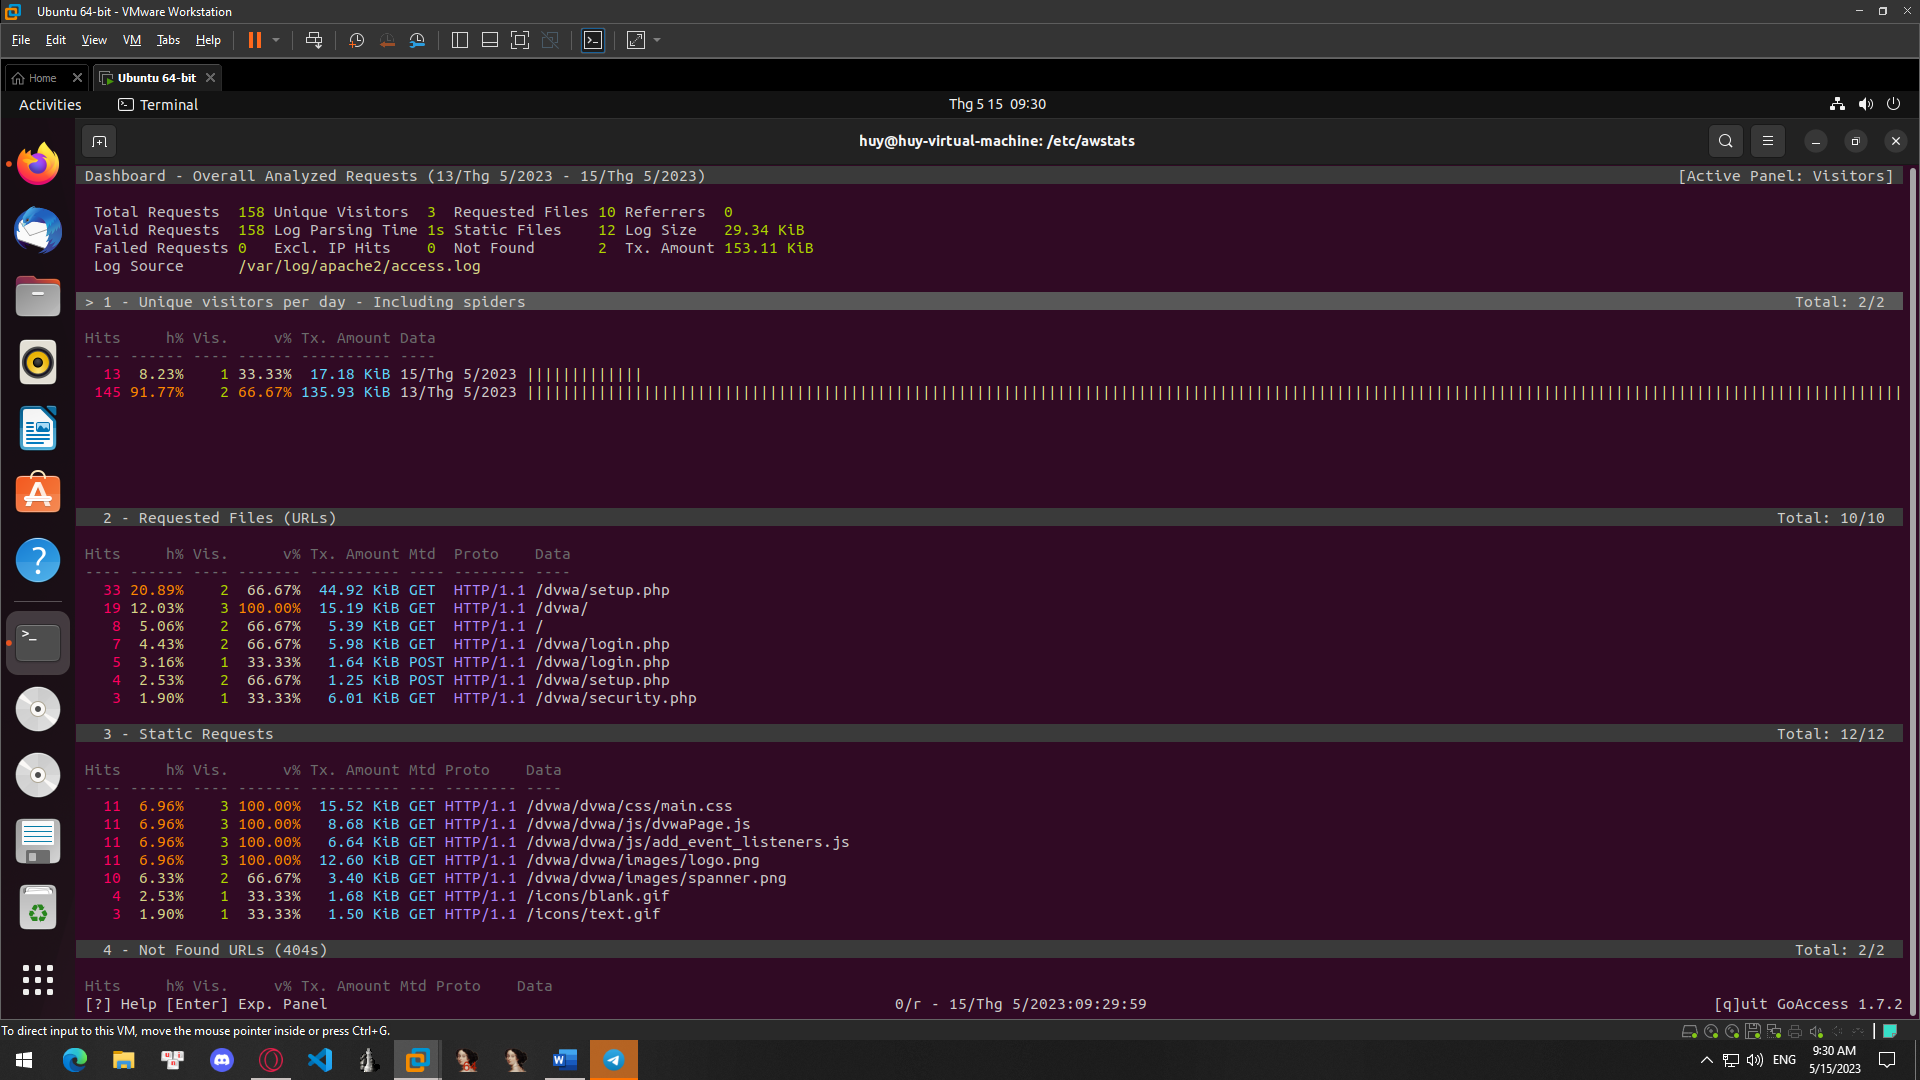 Ubuntu 64-bit - VMware Workstation
File Edit View VM Tabs Help
Home Ubuntu 64-bit
Activities Terminal Thg 5 15 09:30
huy@huy-virtual-machine: /etc/awstats
Dashboard - Overall Analyzed Requests (13/Thg 5/2023 - 15/Thg 5/2023) [Active Panel: Visitors]
Total Requests 158 Unique Visitors 3 Requested Files 10 Referrers 0
Valid Requests 158 Log Parsing Time 1s Static Files 12 Log Size 29.34 KiB
Failed Requests 0 Excl. IP Hits 0 Not Found 2 Tx. Amount 153.11 KiB
Log Source /var/log/apache2/access.log
> 1 - Unique visitors per day - Including spiders Total: 2/2
Hits h% Vis. v% Tx. Amount Data
---- ------ ---- ------ ---------- ----
13 8.23% 1 33.33% 17.18 KiB 15/Thg 5/2023 |||||||||||||
145 91.77% 2 66.67% 135.93 KiB 13/Thg 5/2023
2 - Requested Files (URLs) Total: 10/10
Hits h% Vis. v% Tx. Amount Mtd Proto Data
---- ------ ---- ------- ---------- ---- -------- ----
33 20.89% 2 66.67% 44.92 KiB GET HTTP/1.1 /dvwa/setup.php
19 12.03% 3 100.00% 15.19 KiB GET HTTP/1.1 /dvwa/
8 5.06% 2 66.67% 5.39 KiB GET HTTP/1.1 /
7 4.43% 2 66.67% 5.98 KiB GET HTTP/1.1 /dvwa/login.php
5 3.16% 1 33.33% 1.64 KiB POST HTTP/1.1 /dvwa/login.php
4 2.53% 2 66.67% 1.25 KiB POST HTTP/1.1 /dvwa/setup.php
3 1.90% 1 33.33% 6.01 KiB GET HTTP/1.1 /dvwa/security.php
3 - Static Requests Total: 12/12
Hits h% Vis. v% Tx. Amount Mtd Proto Data
---- ------ ---- ------- ---------- --- -------- ----
11 6.96% 3 100.00% 15.52 KiB GET HTTP/1.1 /dvwa/dvwa/css/main.css
11 6.96% 3 100.00% 8.68 KiB GET HTTP/1.1 /dvwa/dvwa/js/dvwaPage.js
11 6.96% 3 100.00% 6.64 KiB GET HTTP/1.1 /dvwa/dvwa/js/add_event_listeners.js
11 6.96% 3 100.00% 12.60 KiB GET HTTP/1.1 /dvwa/dvwa/images/logo.png
10 6.33% 2 66.67% 3.40 KiB GET HTTP/1.1 /dvwa/dvwa/images/spanner.png
4 2.53% 1 33.33% 1.68 KiB GET HTTP/1.1 /icons/blank.gif
3 1.90% 1 33.33% 1.50 KiB GET HTTP/1.1 /icons/text.gif
4 - Not Found URLs (404s) Total: 2/2
Hits h% Vis. v% Tx. Amount Mtd Proto Data
[?] Help [Enter] Exp. Panel 0/r - 15/Thg 5/2023:09:29:59 [q]uit GoAccess 1.7.2
To direct input to this VM, move the mouse pointer inside or press Ctrl+G.
ENG 9:30 AM
5/15/2023